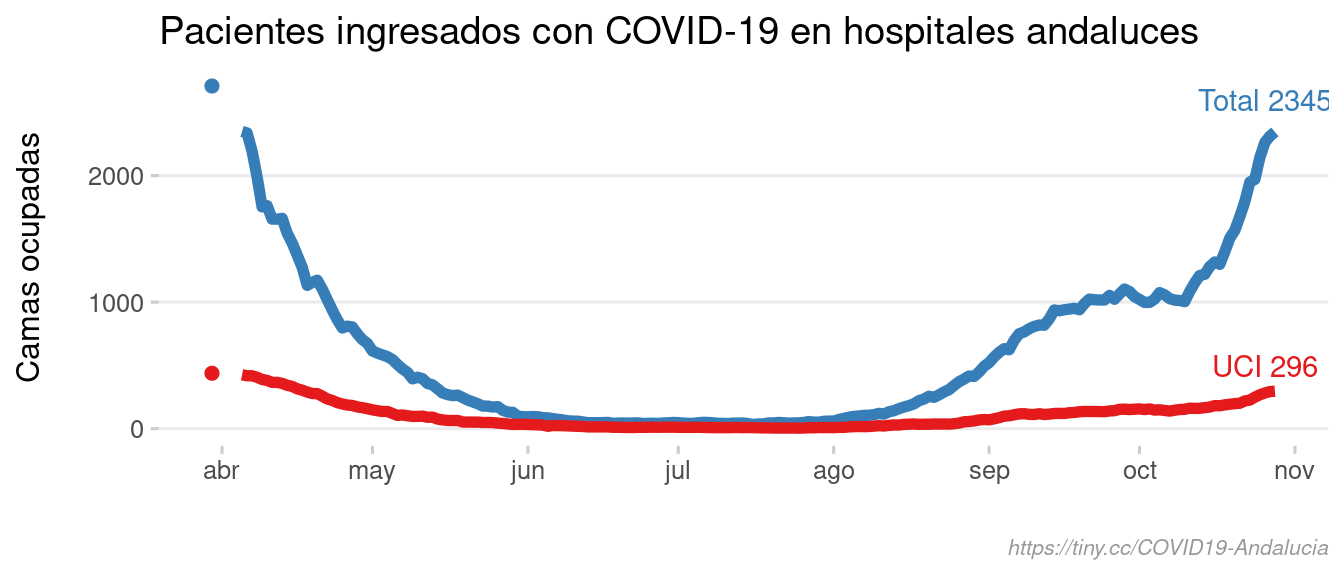 Pacientes ingresados con COVID-19 en hospitales andaluces
Total 2345
Camas ocupadas
2000
1000
UCI 296
0
abr may jun jul ago sep oct nov
https://tiny.cc/COVID19-Andalucia